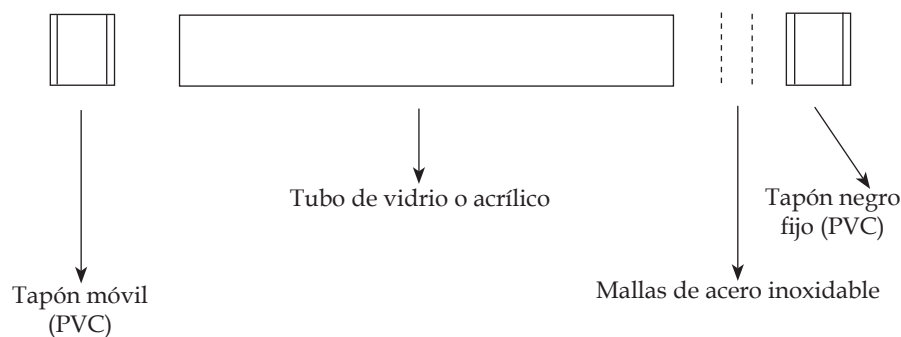 Tubo de vidrio o acrílico
Tapón negro
fijo (PVC)
Mallas de acero inoxidable
Tapón móvil
(PVC)